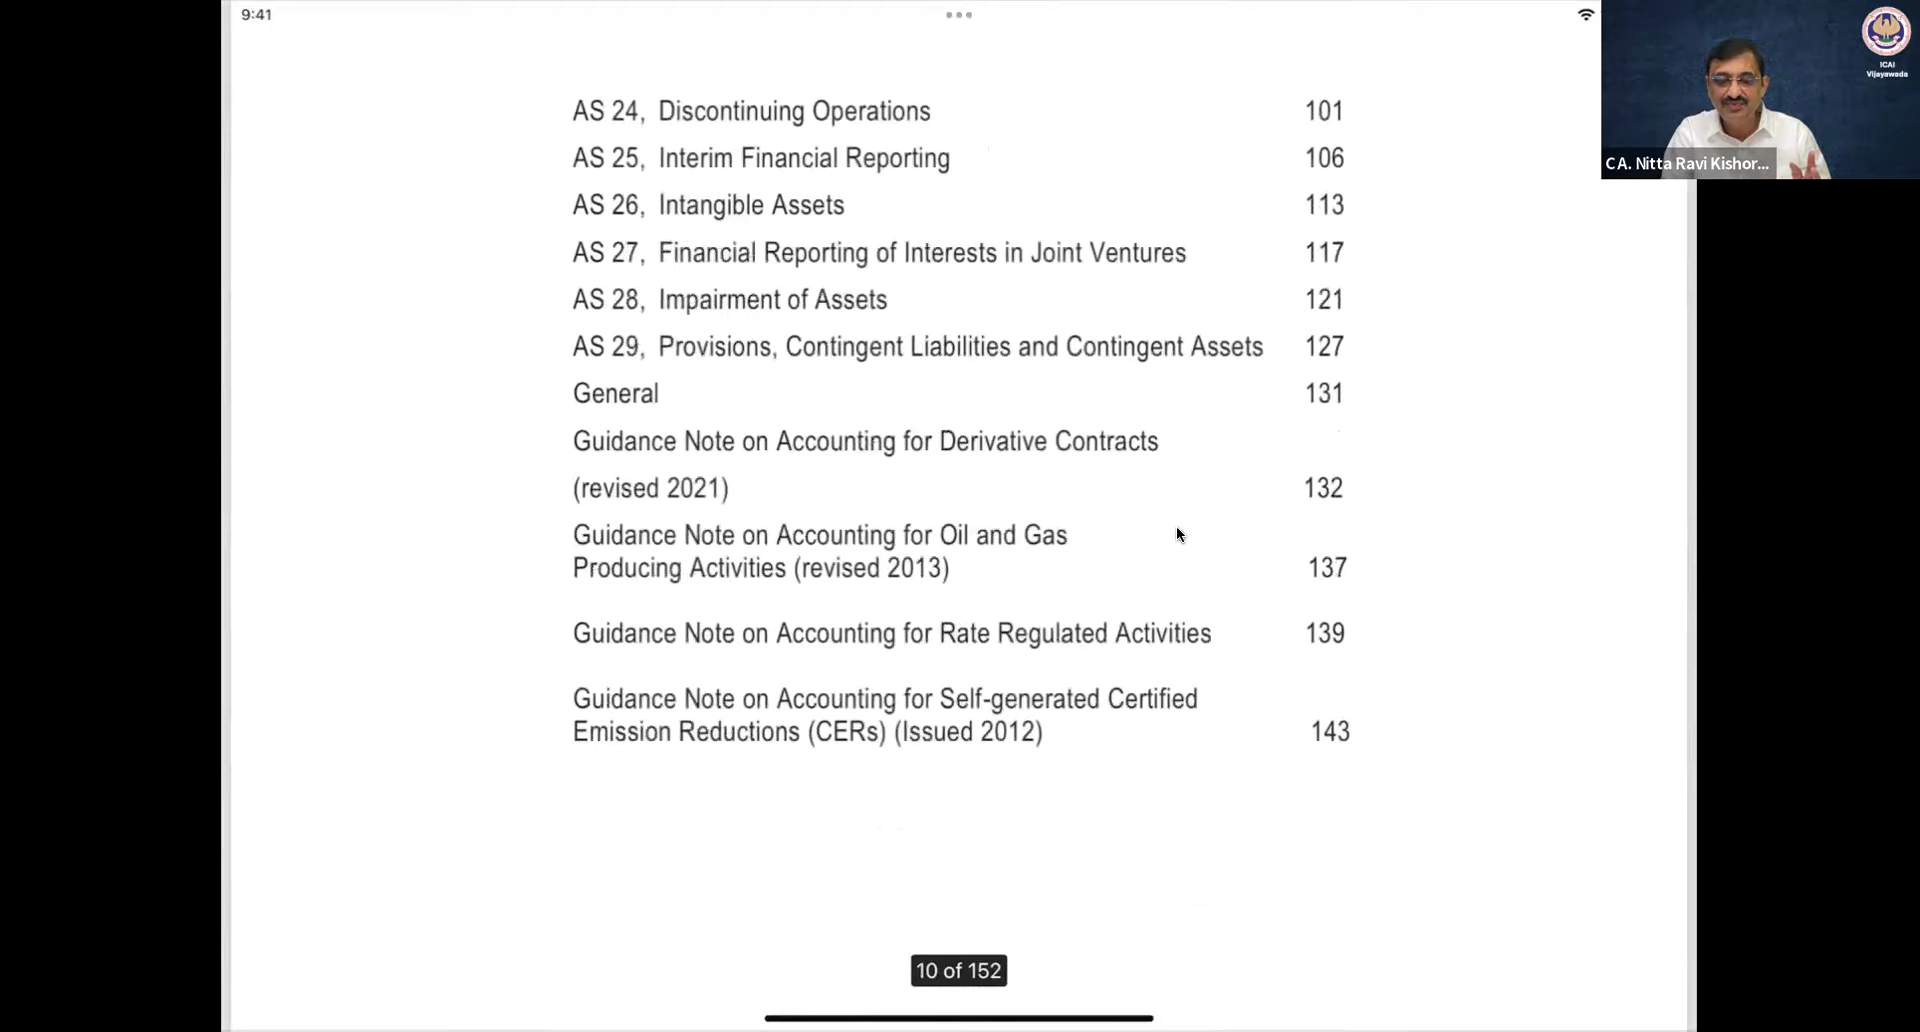 9:41
ICAI
Vijayawada
CA. Nitta Ravi Kishor...
AS 24, Discontinuing Operations 101
AS 25, Interim Financial Reporting 106
AS 26, Intangible Assets 113
AS 27, Financial Reporting of Interests in Joint Ventures 117
AS 28, Impairment of Assets 121
AS 29, Provisions, Contingent Liabilities and Contingent Assets 127
General 131
Guidance Note on Accounting for Derivative Contracts
(revised 2021) 132
Guidance Note on Accounting for Oil and Gas
Producing Activities (revised 2013) 137
Guidance Note on Accounting for Rate Regulated Activities 139
Guidance Note on Accounting for Self-generated Certified
Emission Reductions (CERs) (Issued 2012) 143
10 of 152